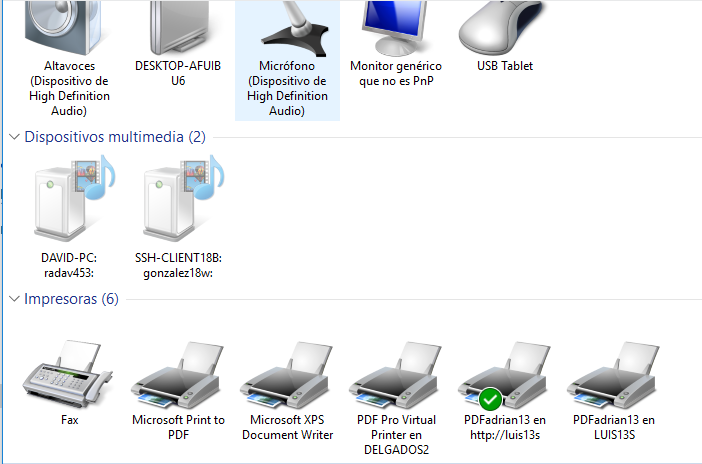 Altavoces
(Dispositivo de
High Definition
Audio)
DESKTOP-AFUIB
U6
Micrófono
(Dispositivo de
High Definition
Audio)
Monitor genérico
que no es PnP
USB Tablet
Dispositivos multimedia (2)
DAVID-PC:
radav453:
SSH-CLIENT18B:
gonzalez18w:
Impresoras (6)
Fax
Microsoft Print to
PDF
Microsoft XPS
Document Writer
PDF Pro Virtual
Printer en
DELGADOS2
PDFadrian13 en
http://luis13s
PDFadrian13 en
LUIS13S